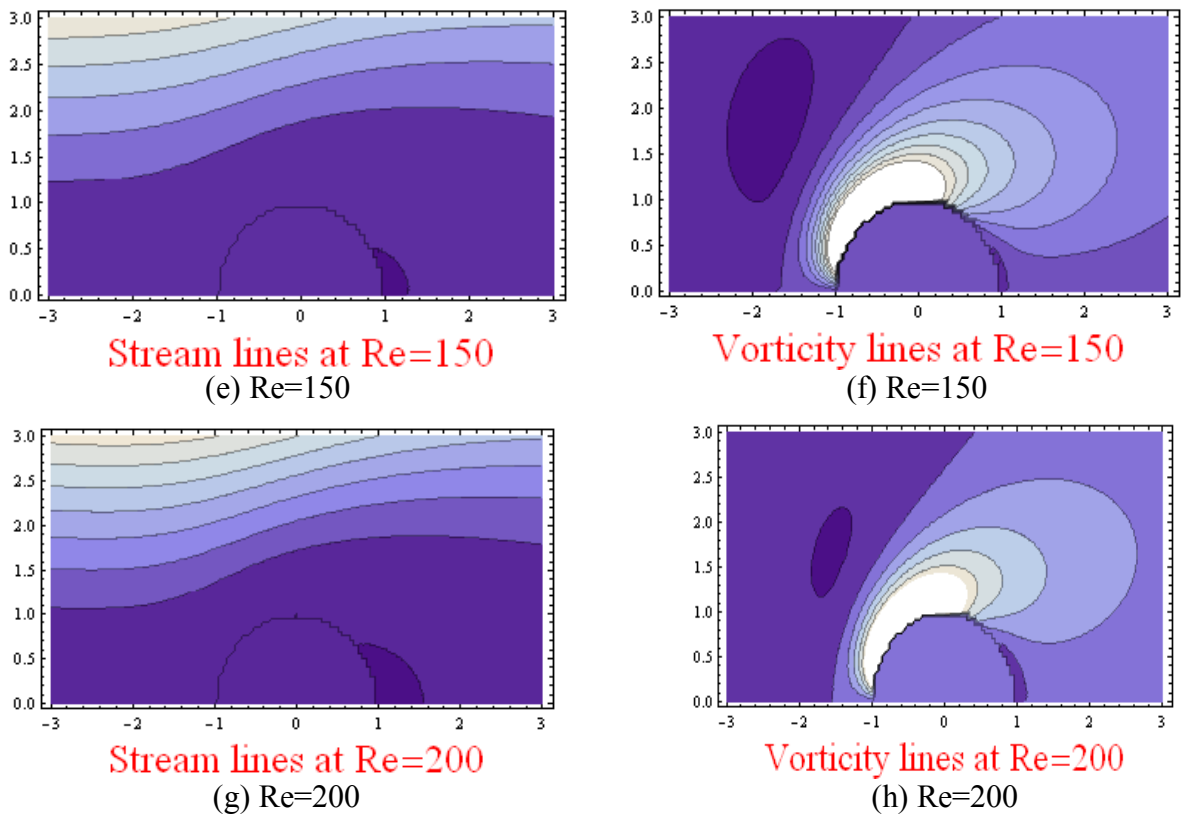 3.0
2.5
2.0
1.5
1.0
0.5
0.0
-3 -2 -1 0 1 2 3
Stream lines at Re=150
(e) Re=150
3.0
2.5
2.0
1.5
1.0
0.5
0.0
-3 -2 -1 0 1 2 3
Vorticity lines at Re=150
(f) Re=150
3.0
2.5
2.0
1.5
1.0
0.5
0.0
-3 -2 -1 0 1 2 3
Stream lines at Re=200
(g) Re=200
3.0
2.5
2.0
1.5
1.0
0.5
0.0
-3 -2 -1 0 1 2 3
Vorticity lines at Re=200
(h) Re=200